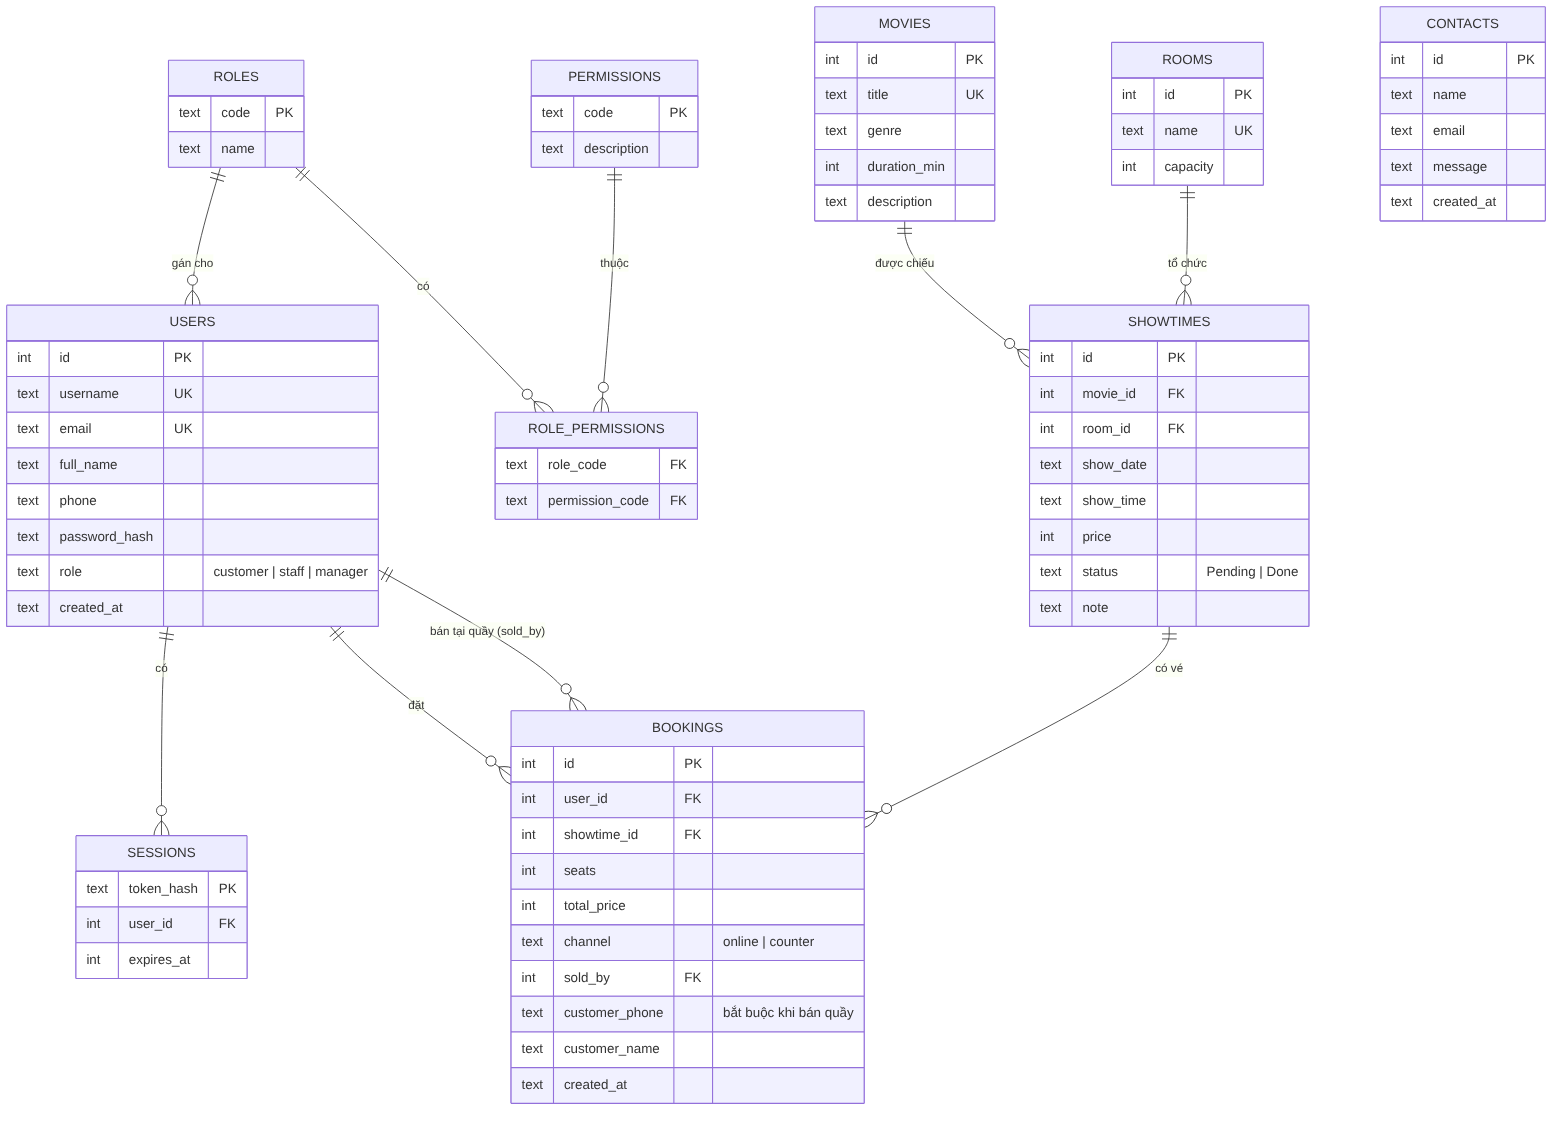 MOVIES
int id PK
text title UK
text genre
int duration_min
text description
CONTACTS
int id PK
text name
text email
text message
text created_at
ROOMS
int id PK
text name UK
int capacity
ROLES
text code PK
text name
PERMISSIONS
text code PK
text description
gán cho
có
thuộc
được chiếu
tổ chức
USERS
int id PK
text username UK
text email UK
text full_name
text phone
text password_hash
text role customer | staff | manager
text created_at
ROLE_PERMISSIONS
text role_code FK
text permission_code FK
SHOWTIMES
int id PK
int movie_id FK
int room_id FK
text show_date
text show_time
int price
text status Pending | Done
text note
bán tại quầy (sold_by)
có
đặt
có vé
BOOKINGS
int id PK
int user_id FK
int showtime_id FK
int seats
int total_price
text channel online | counter
int sold_by FK
text customer_phone bắt buộc khi bán quầy
text customer_name
text created_at
SESSIONS
text token_hash PK
int user_id FK
int expires_at